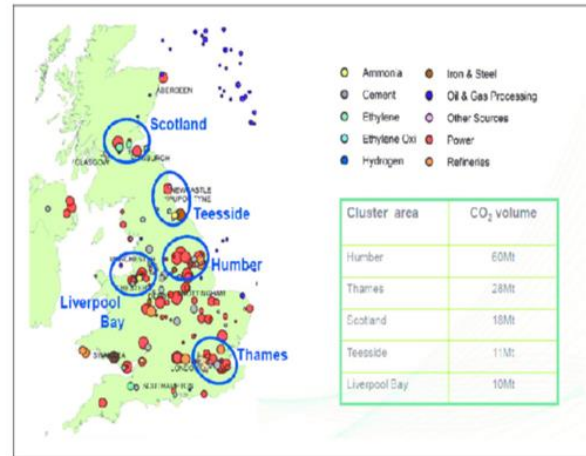 ABERDEEN
Scotland
GLASGOW
NEWCASTLE
Teesside
Humber
Liverpool
Bay
Thames
Ammonia
Cement
Ethylene
Ethylene Oxi
Hydrogen
Iron & Steel
Oil & Gas Processing
Other Sources
Power
Refineries
Cluster area CO₂ volume
Humber 60Mt
Thames 28Mt
Scotland 18Mt
Teesside 11Mt
Liverpool Bay 10Mt